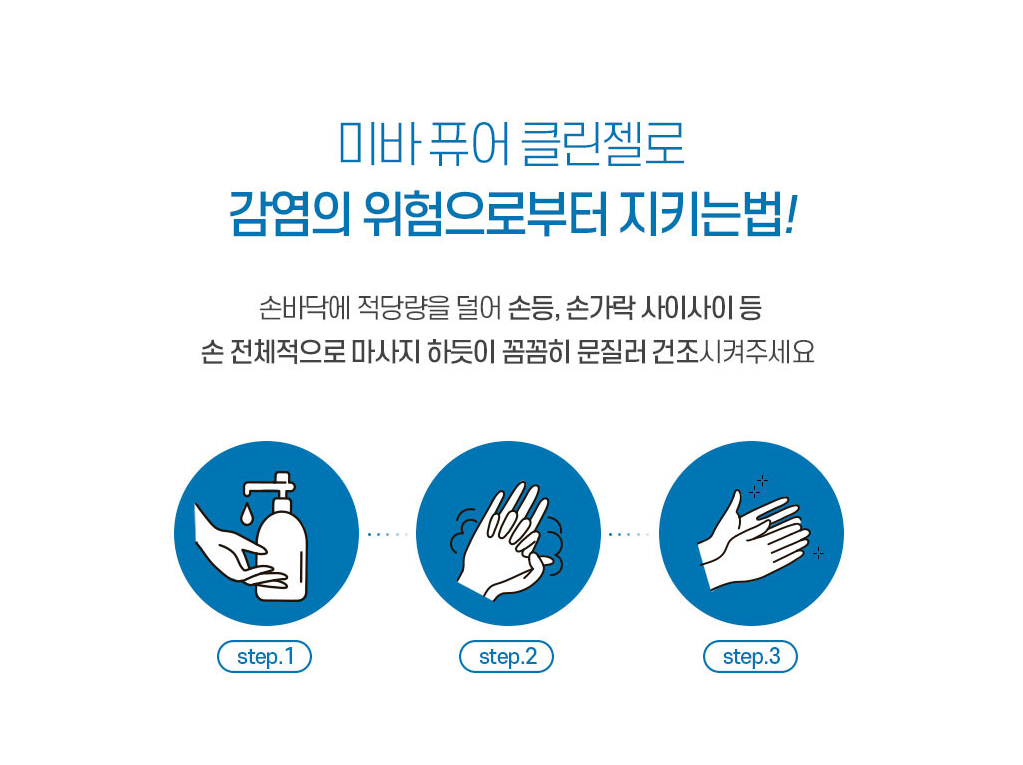 미바 퓨어 클린젤로
감염의 위험으로부터 지키는법!
손바닥에 적당량을 덜어 손등, 손가락 사이사이 등
손 전체적으로 마사지 하듯이 꼼꼼히 문질러 건조시켜주세요
step.1
step.2
step.3